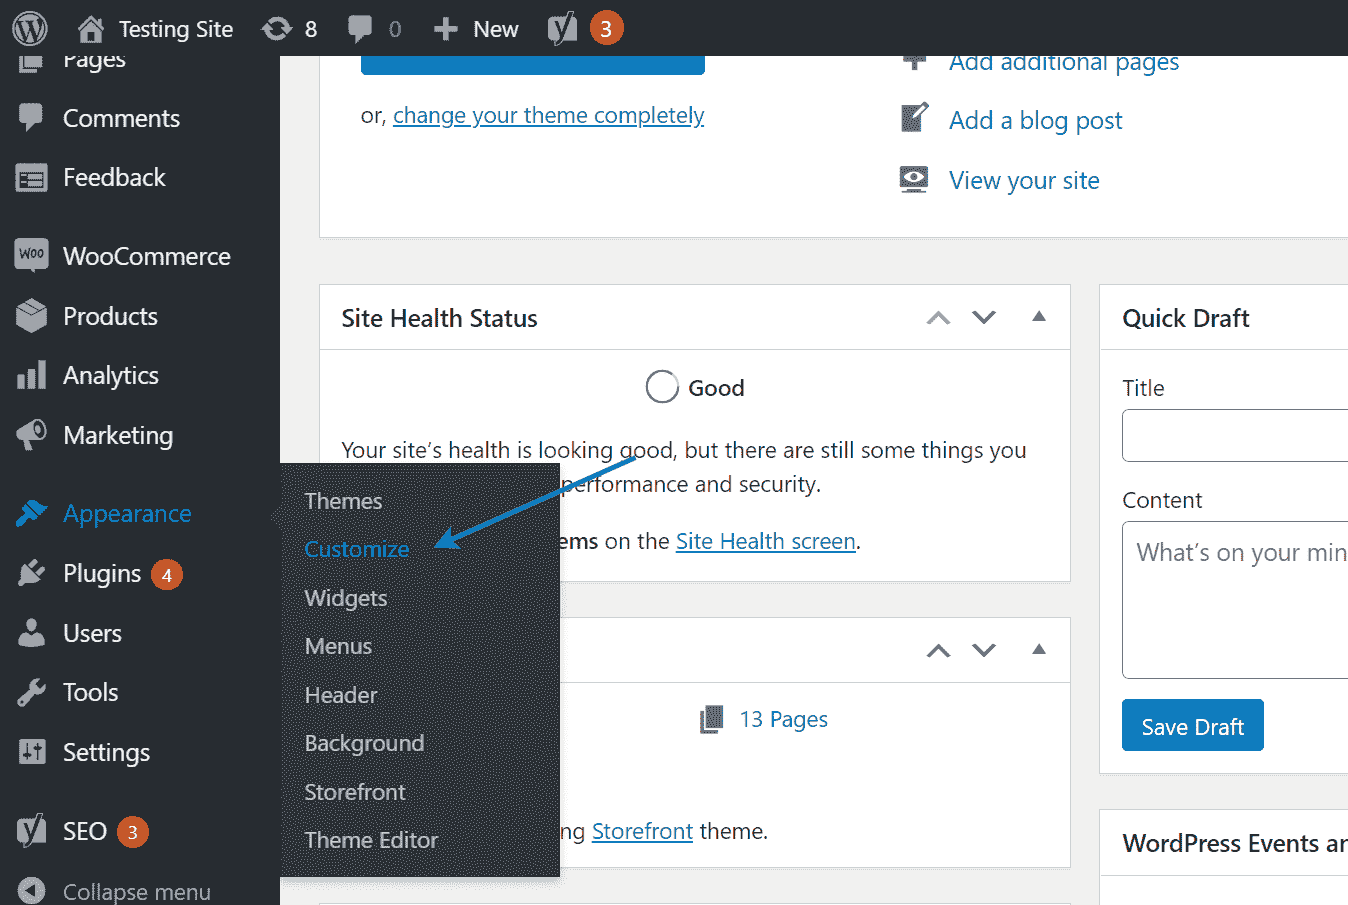 Testing Site
8
0
New
3
Pages
Comments
Feedback
Woo
WooCommerce
Products
Analytics
Marketing
Appearance
Plugins 4
Users
Tools
Settings
SEO 3
Collapse menu
Themes
Customize
Widgets
Menus
Header
Background
Storefront
Theme Editor
or, change your theme completely
Add additional pages
Add a blog post
View your site
Site Health Status
Good
Your site's health is looking good, but there are still some things you
performance and security.
ems on the Site Health screen.
13 Pages
ng Storefront theme.
Quick Draft
Title
Content
What's on your min
Save Draft
WordPress Events an